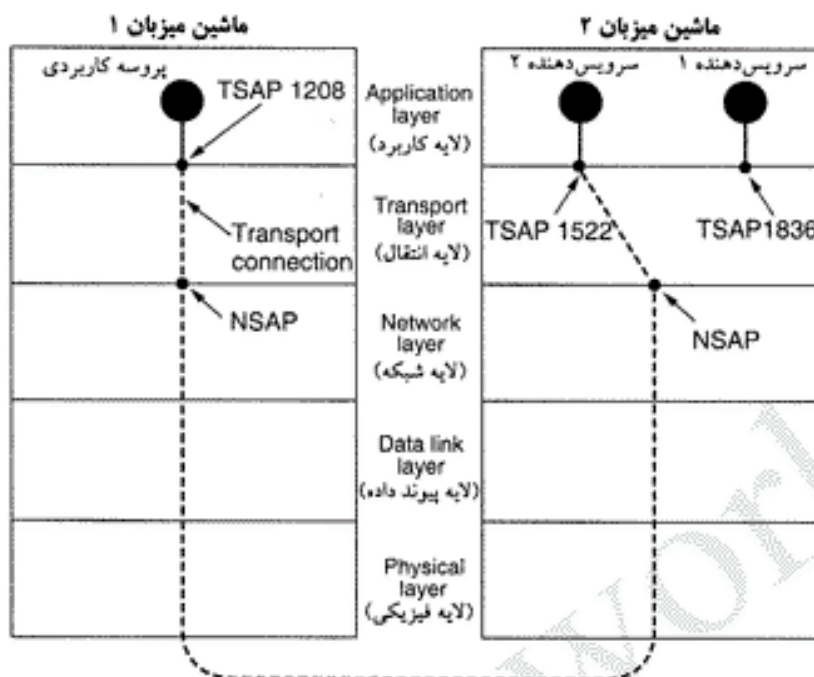 ماشین میزبان ۱
پروسه کاربردی
TSAP 1208
Transport
connection
NSAP
Application
layer
(لایه کاربرد)
Transport
layer
(لایه انتقال)
Network
layer
(لایه شبکه)
Data link
layer
(لایه پیوند داده)
Physical
layer
(لایه فیزیکی)
ماشین میزبان ۲
سرویس‌دهنده ۱
سرویس‌دهنده ۲
TSAP 1522
TSAP1836
NSAP